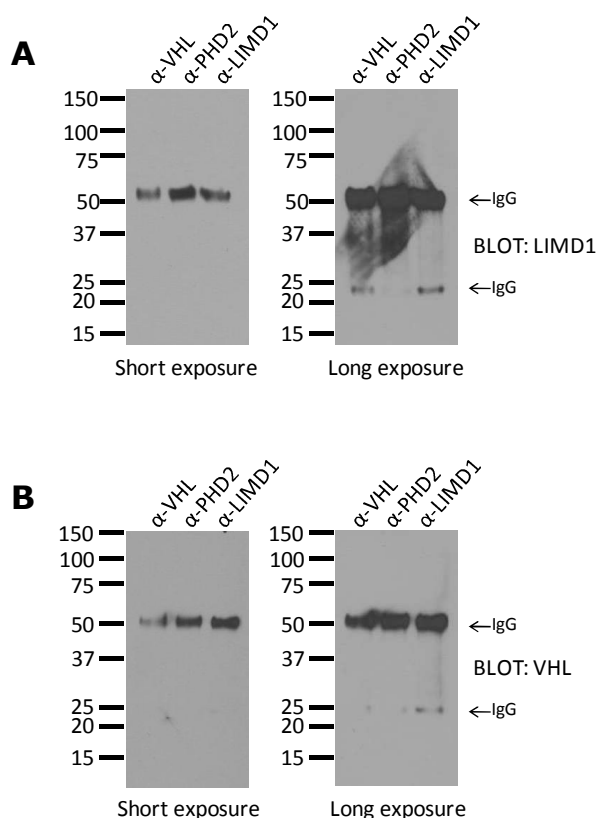 A
α-VHL
α-PHD2
α-LIMD1
α-VHL
α-PHD2
α-LIMD1
150
100
75
50
37
25
20
15
150
100
75
50
37
25
20
15
←IgG
BLOT: LIMD1
←IgG
Short exposure
Long exposure
B
α-VHL
α-PHD2
α-LIMD1
α-VHL
α-PHD2
α-LIMD1
150
100
75
50
37
25
20
15
150
100
75
50
37
25
20
15
←IgG
BLOT: VHL
←IgG
Short exposure
Long exposure